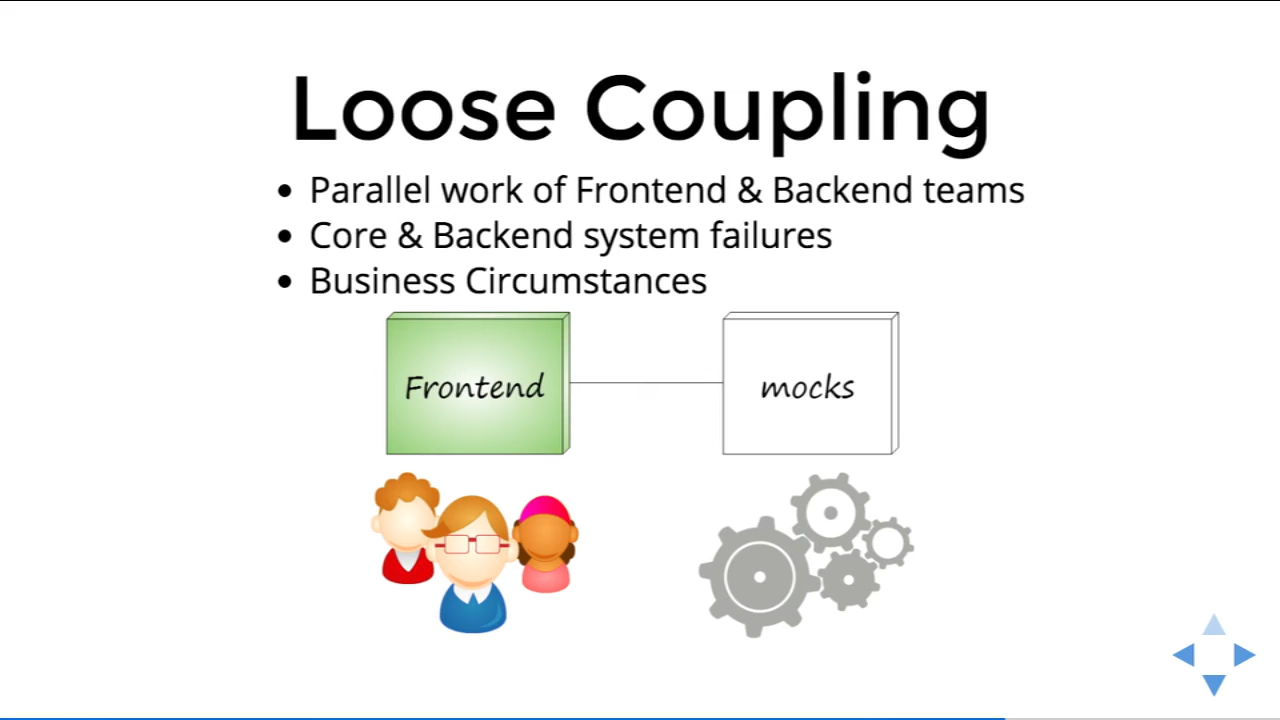 Loose Coupling
• Parallel work of Frontend & Backend teams
• Core & Backend system failures
• Business Circumstances
Frontend
mocks